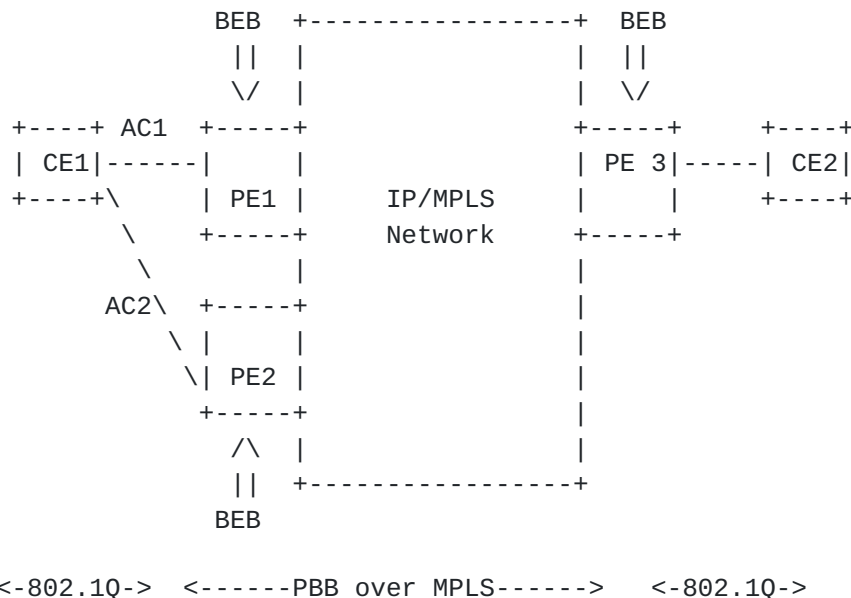 BEB BEB
AC1
CE1 PE 3 CE2
PE1 IP/MPLS
Network
AC2
PE2
BEB
<-802.1Q-> <------PBB over MPLS------> <-802.1Q->